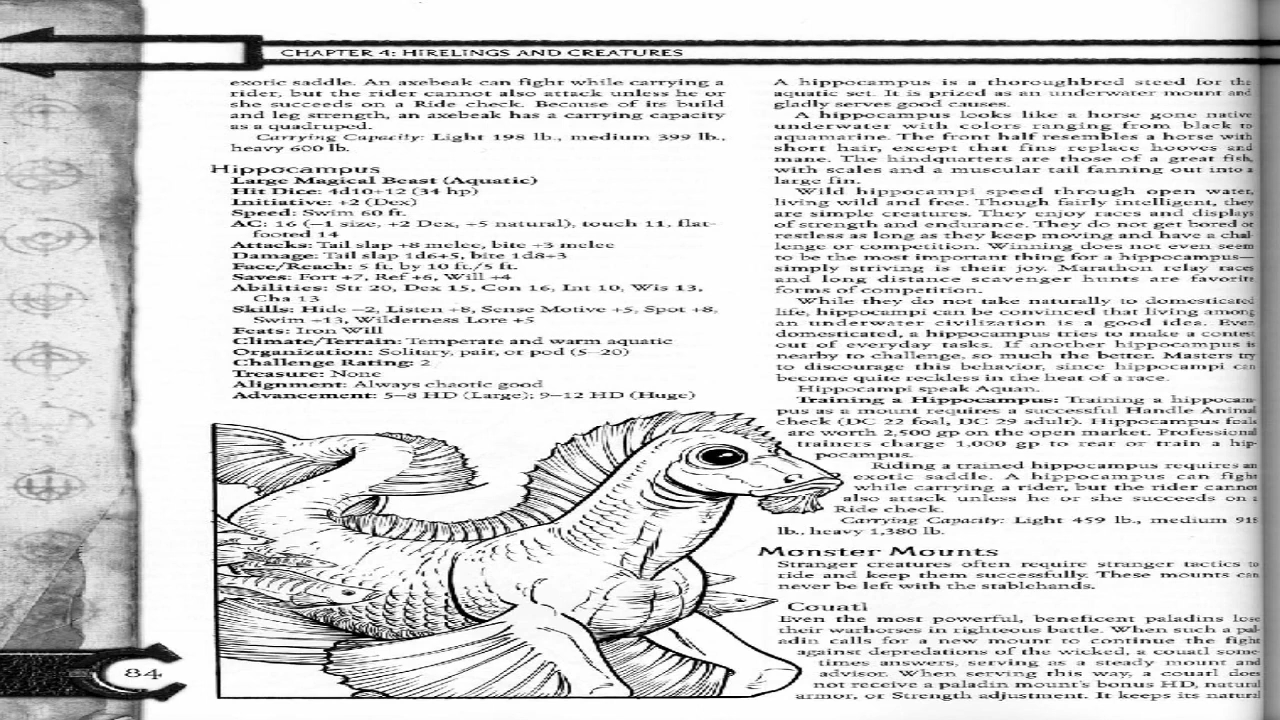 CHAPTER 4: HIRELINGS AND CREATURES
exotic saddle. An axebeak can fight while carrying a
rider, but the rider cannot also attack unless he or
she succeeds on a Ride check. Because of its build
and leg strength, an axebeak has a carrying capacity
as a quadruped.
Carrying Capacity: Light 198 lb., medium 399 lb.,
heavy 600 lb.
Hippocampus
Large Magical Beast (Aquatic)
Hit Dice: 4d10+12 (34 hp)
Initiative: +2 (Dex)
Speed: Swim 60 ft.
AC: 16 (–1 size, +2 Dex, +5 natural), touch 11, flat-
footed 14
Attacks: Tail slap +8 melee, bite +3 melee
Damage: Tail slap 1d6+5, bite 1d8+3
Face/Reach: 5 ft. by 10 ft./5 ft.
Saves: Fort +7, Ref +6, Will +4
Abilities: Str 20, Dex 15, Con 16, Int 10, Wis 13,
Cha 13
Skills: Hide –2, Listen +8, Sense Motive +5, Spot +8,
Swim +13, Wilderness Lore +5
Feats: Iron Will
Climate/Terrain: Temperate and warm aquatic
Organization: Solitary, pair, or pod (5–20)
Challenge Rating: 2
Treasure: None
Alignment: Always chaotic good
Advancement: 5–8 HD (Large); 9–12 HD (Huge)
84
A hippocampus is a thoroughbred steed for the
aquatic set. It is prized as an underwater mount and
gladly serves good causes.
A hippocampus looks like a horse gone native
underwater with colors ranging from black to
aquamarine. The front half resembles a horse with
short hair, except that fins replace hooves and
mane. The hindquarters are those of a great fish,
with scales and a muscular tail fanning out into a
large fin.
Wild hippocampi speed through open water,
living wild and free. Though fairly intelligent, they
are simple creatures. They enjoy races and displays
of strength and endurance. They do not get bored or
restless as long as they keep moving and have a chal-
lenge or competition. Winning does not even seem
to be the most important thing for a hippocampus—
simply striving is their joy. Marathon relay races
and long distance scavenger hunts are favorite
forms of competition.
While they do not take naturally to domesticated
life, hippocampi can be convinced that living among
an underwater civilization is a good idea. Even
domesticated, a hippocampus tries to make a contest
out of everyday tasks. If another hippocampus is
nearby to challenge, so much the better. Masters try
to discourage this behavior, since hippocampi can
become quite reckless in the heat of a race.
Hippocampi speak Aquan.
Training a Hippocampus: Training a hippocam-
pus as a mount requires a successful Handle Animal
check (DC 22 foal, DC 29 adult). Hippocampus foals
are worth 2,500 gp on the open market. Professional
trainers charge 1,000 gp to rear or train a hip-
pocampus.
Riding a trained hippocampus requires an
exotic saddle. A hippocampus can fight
while carrying a rider, but the rider cannot
also attack unless he or she succeeds on a
Ride check.
Carrying Capacity: Light 459 lb., medium 918
lb., heavy 1,380 lb.
Monster Mounts
Stranger creatures often require stranger tactics to
ride and keep them successfully. These mounts can
never be left with the stablehands.
Couatl
Even the most powerful, beneficent paladins lose
their warhorses in righteous battle. When such a pal-
adin calls for a new mount to continue the fight
against depredations of the wicked, a couatl some-
times answers, serving as a steady mount and
advisor. When serving this way, a couatl does
not receive a paladin mount's bonus HD, natural
armor, or Strength adjustment. It keeps its natural